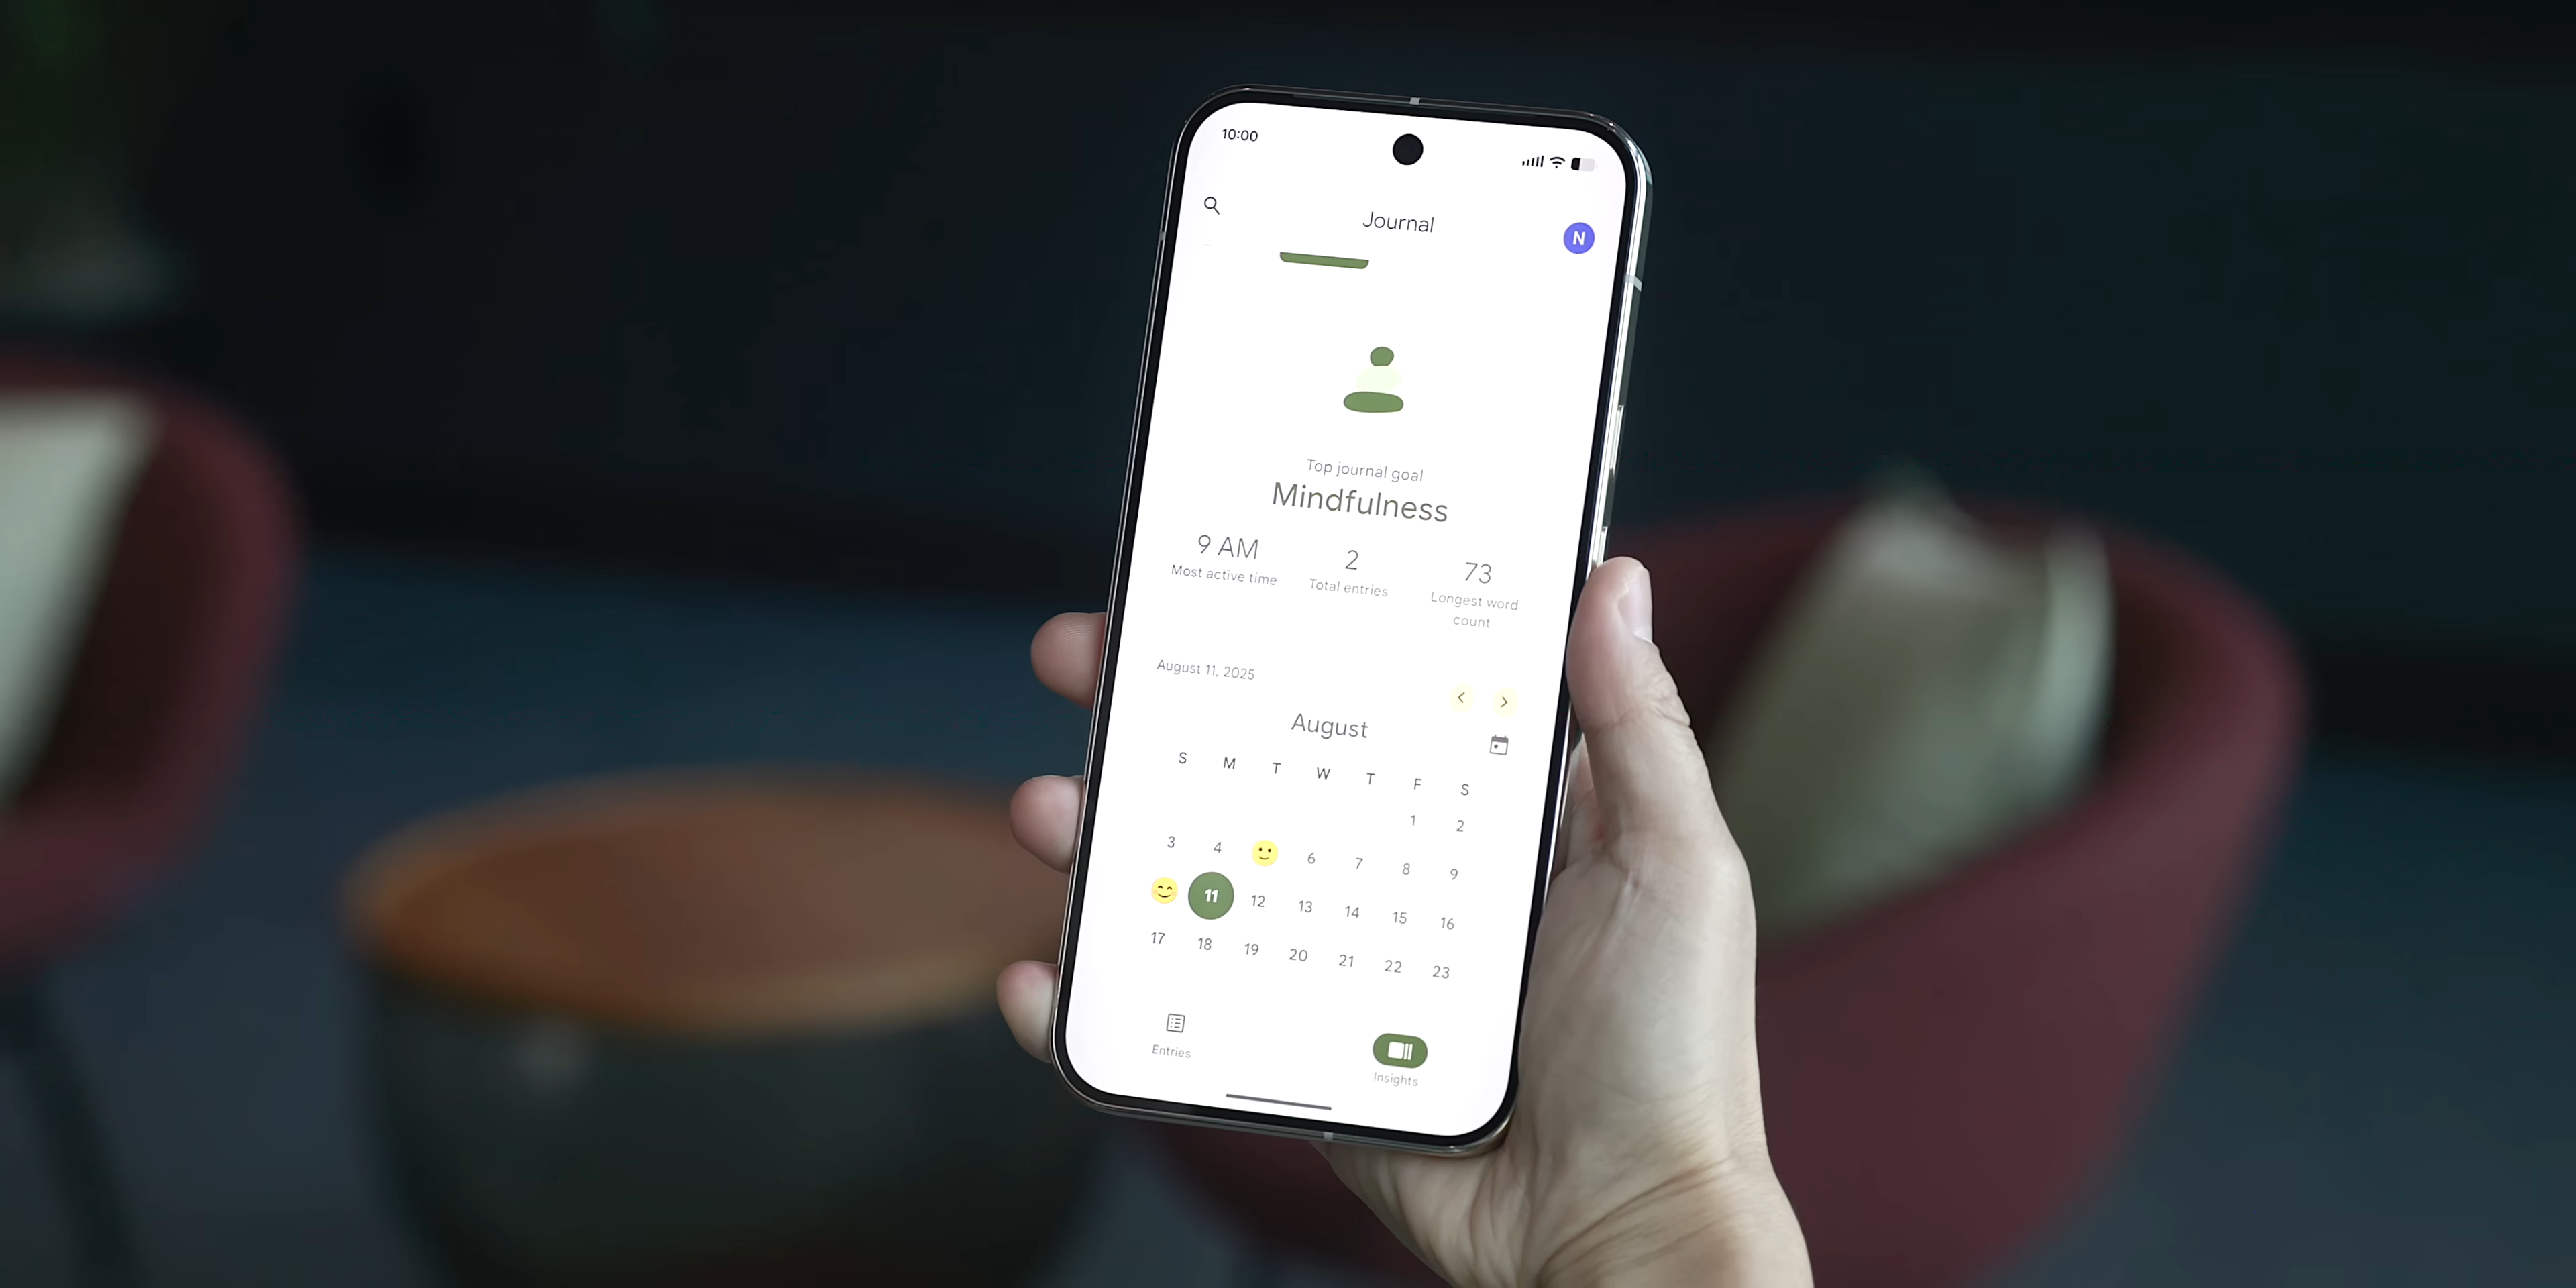 10:00
Journal
N
Top journal goal
Mindfulness
9 AM 2 73
Most active time Total entries Longest word
count
August 11, 2025
August
S M T W T F S
1 2
3 4 6 7 8 9
11 12 13 14 15 16
17 18 19 20 21 22 23
Entries Insights